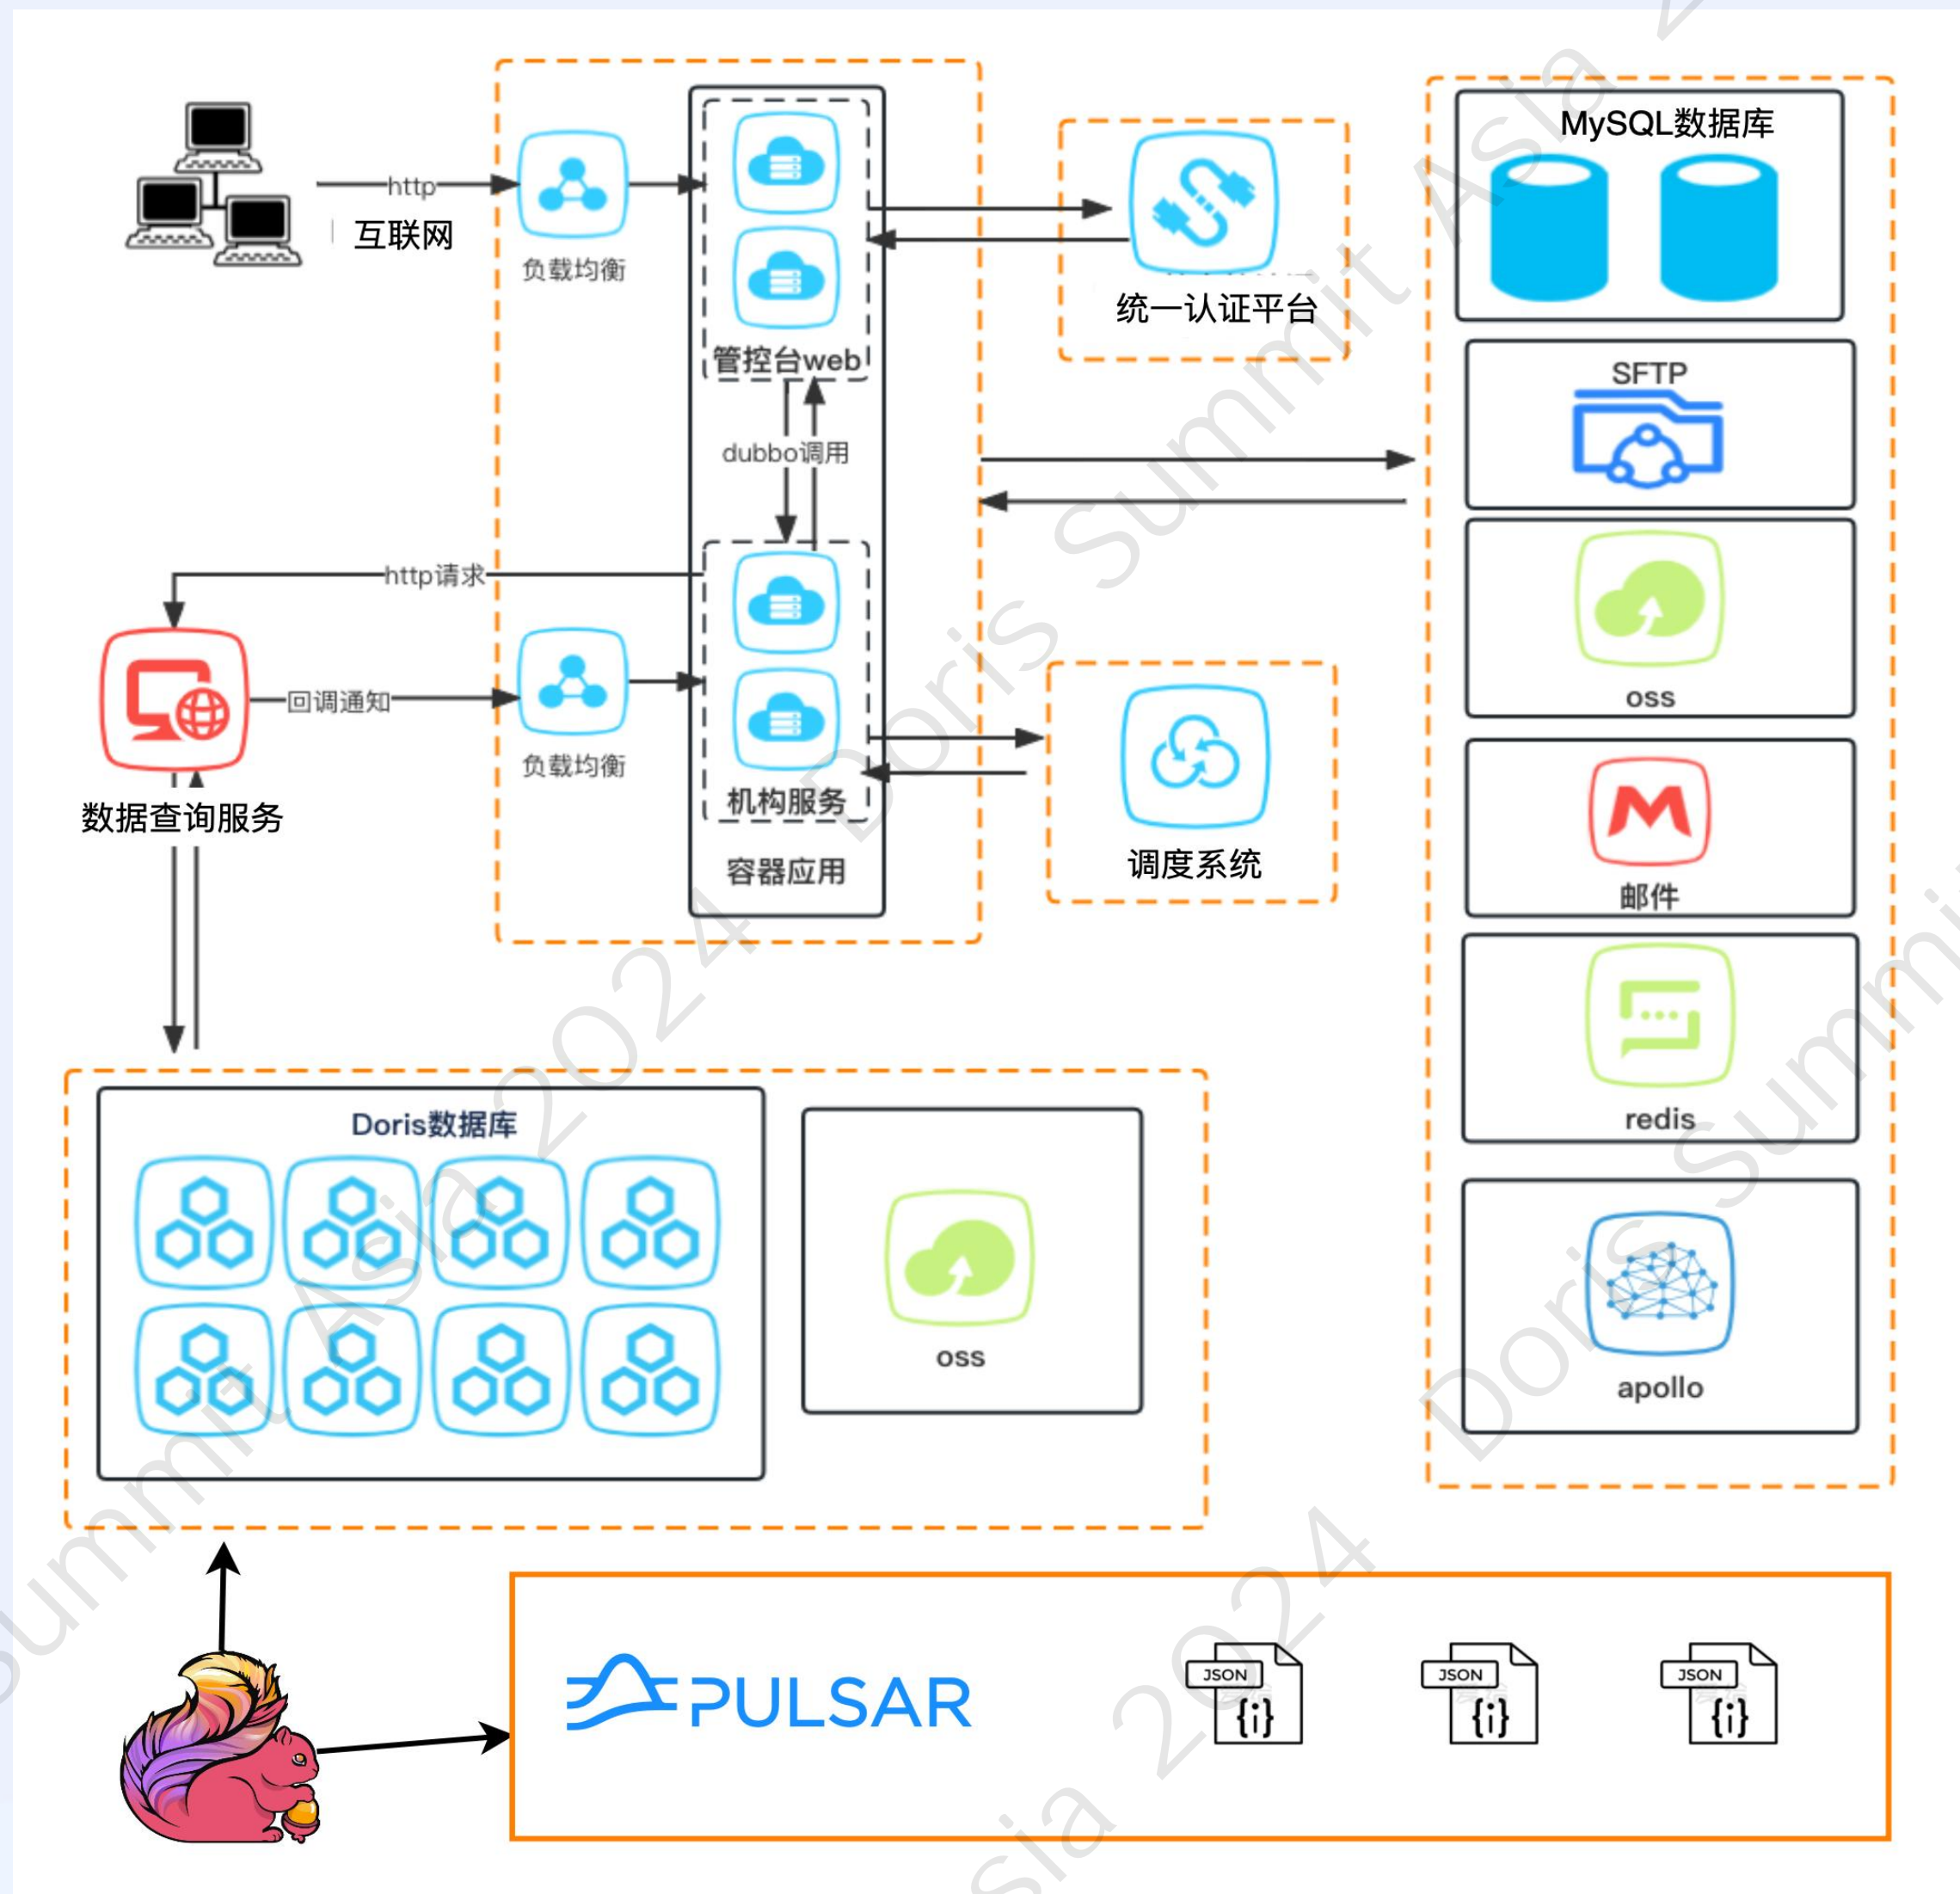 http
互联网
负载均衡
管控台web
统一认证平台
MySQL数据库
SFTP
dubbo调用
http请求
oss
回调通知
负载均衡
机构服务
容器应用
调度系统
邮件
数据查询服务
redis
apollo
Doris数据库
oss
PULSAR
JSON
{i}
JSON
{i}
JSON
{i}
Doris Summit Asia 2024
Doris Summit
Summit Asia 2024